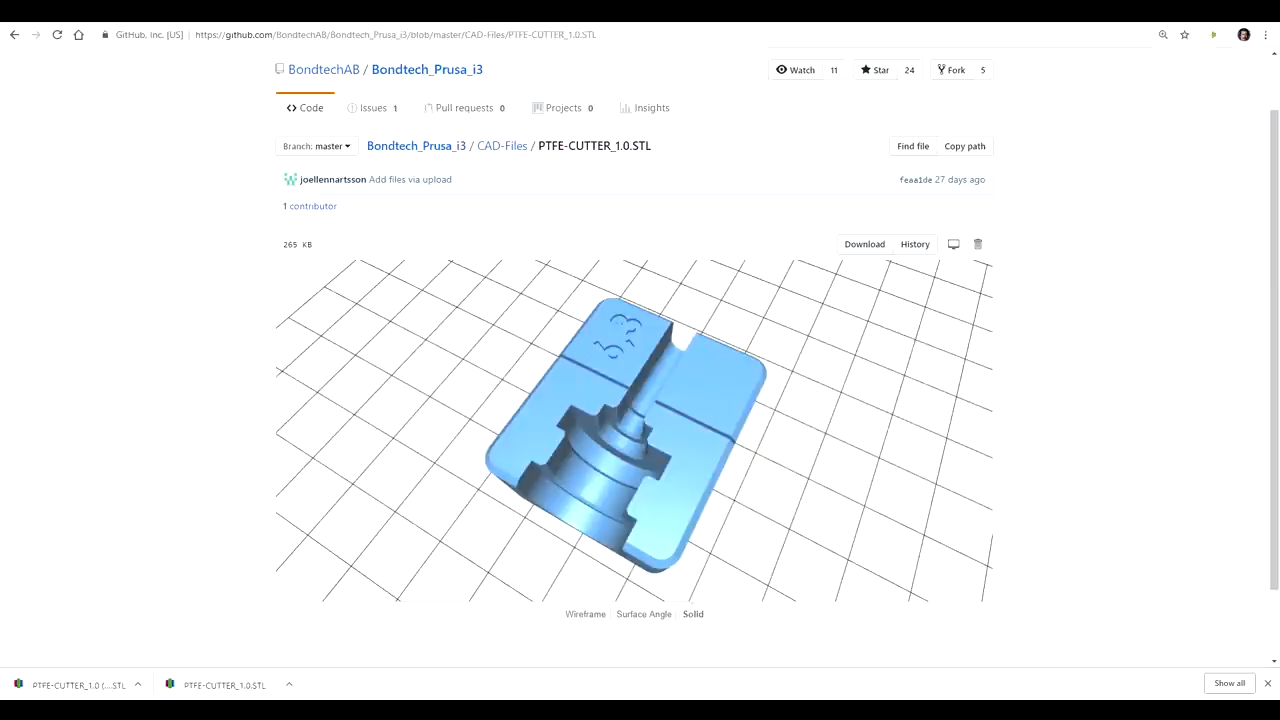 GitHub, Inc. [US] https://github.com/BondtechAB/Bondtech_Prusa_i3/blob/master/CAD-Files/PTFE-CUTTER_1.0.STL
BondtechAB / Bondtech_Prusa_i3 Watch 11 Star 24 Fork 5
Code Issues 1 Pull requests 0 Projects 0 Insights
Branch: master Bondtech_Prusa_i3 / CAD-Files / PTFE-CUTTER_1.0.STL Find file Copy path
joellennartsson Add files via upload feaa1de 27 days ago
1 contributor
265 KB Download History
5,3
Wireframe Surface Angle Solid
PTFE-CUTTER_1.0 (....STL PTFE-CUTTER_1.0.STL Show all